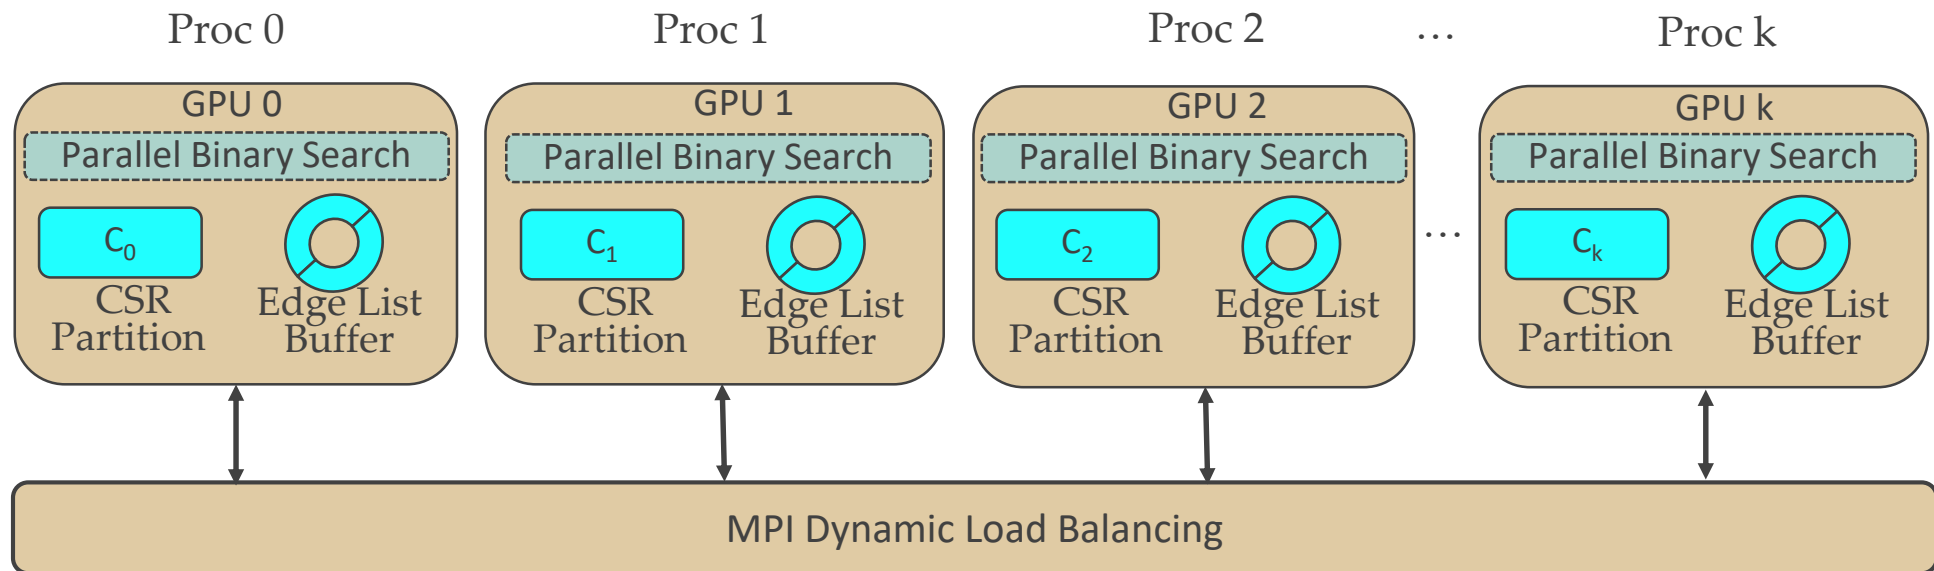 Proc 0
Proc 1
Proc 2
...
Proc k
GPU 0
Parallel Binary Search
C0
CSR
Partition
Edge List
Buffer
GPU 1
Parallel Binary Search
C1
CSR
Partition
Edge List
Buffer
GPU 2
Parallel Binary Search
C2
CSR
Partition
Edge List
Buffer
...
GPU k
Parallel Binary Search
Ck
CSR
Partition
Edge List
Buffer
MPI Dynamic Load Balancing